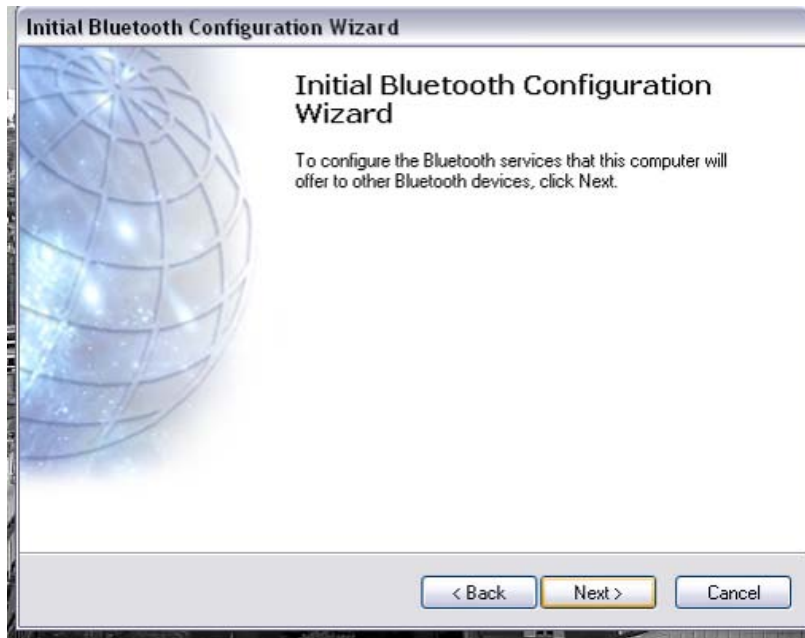 Initial Bluetooth Configuration Wizard
Initial Bluetooth Configuration
Wizard
To configure the Bluetooth services that this computer will
offer to other Bluetooth devices, click Next.
< Back Next > Cancel